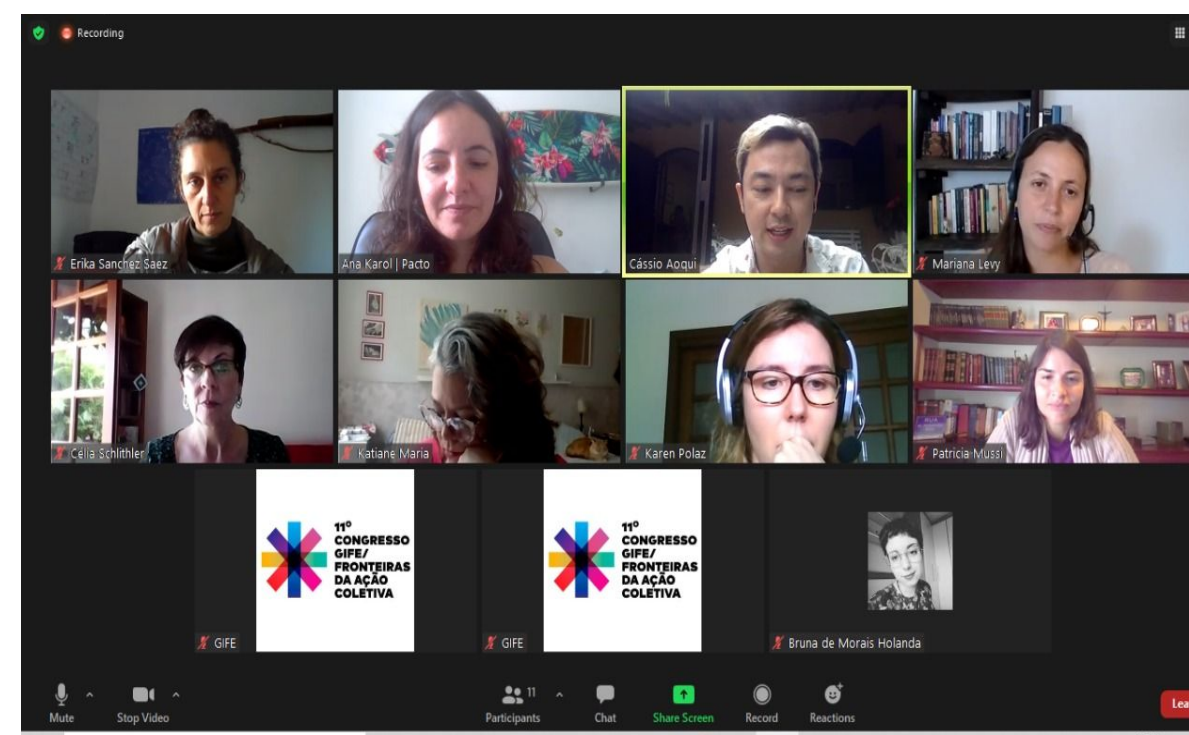 Recording
Erika Sanchez Saez
Ana Karol | Pacto
Cássio Aoqui
Mariana Levy
Célia Schlithler
Katiane Maria
Karen Polaz
Patricia Mussi
11º
CONGRESSO
GIFE/
FRONTEIRAS
DA AÇÃO
COLETIVA
GIFE
11º
CONGRESSO
GIFE/
FRONTEIRAS
DA AÇÃO
COLETIVA
GIFE
Bruna de Morais Holanda
Mute
Stop Video
11
Participants
Chat
Share Screen
Record
Reactions
Lea